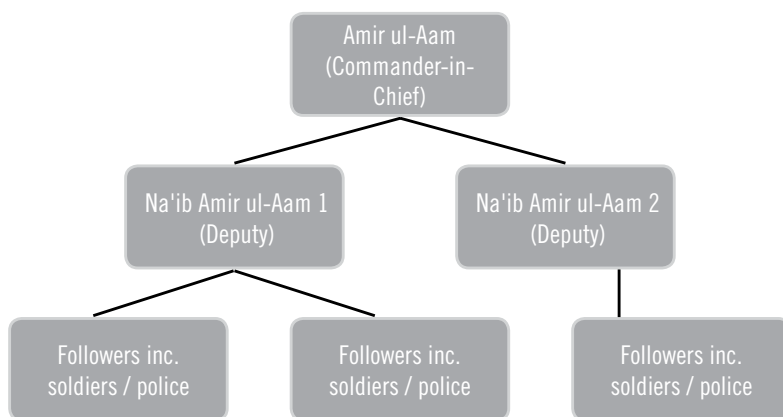 Amir ul-Aam
(Commander-in-
Chief)
Na'ib Amir ul-Aam 1
(Deputy)
Na'ib Amir ul-Aam 2
(Deputy)
Followers inc.
soldiers / police
Followers inc.
soldiers / police
Followers inc.
soldiers / police